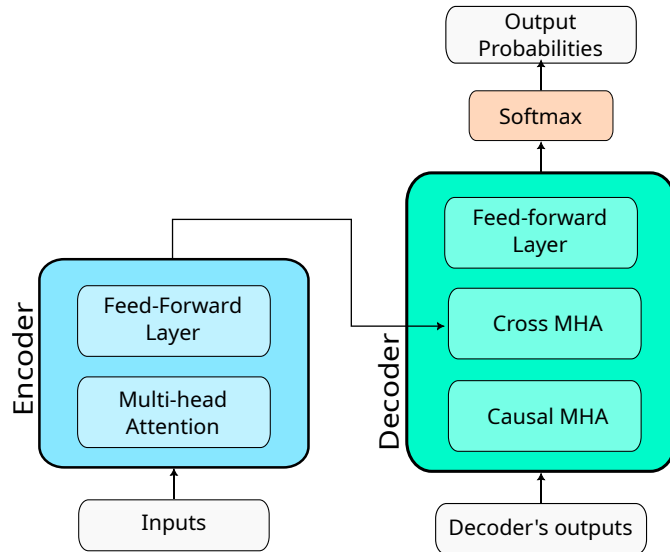 Output
Probabilities
Softmax
Decoder
Feed-forward
Layer
Cross MHA
Causal MHA
Decoder's outputs
Encoder
Feed-Forward
Layer
Multi-head
Attention
Inputs